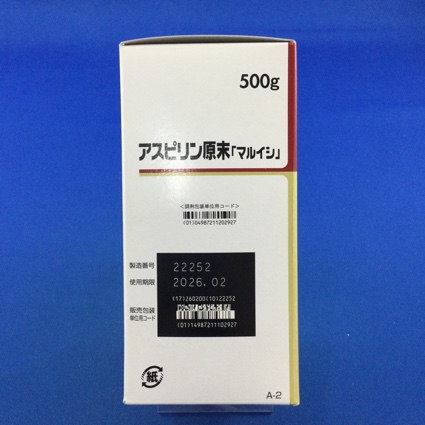 500g
アスピリン原末「マルイシ」
<調剤包装単位用コード>
(01)04987211202927
製造番号 22252
使用期限 2026.02
(17)260200(10)22252
販売包装
単位用コード
(01)14987211102927
紙
A-2